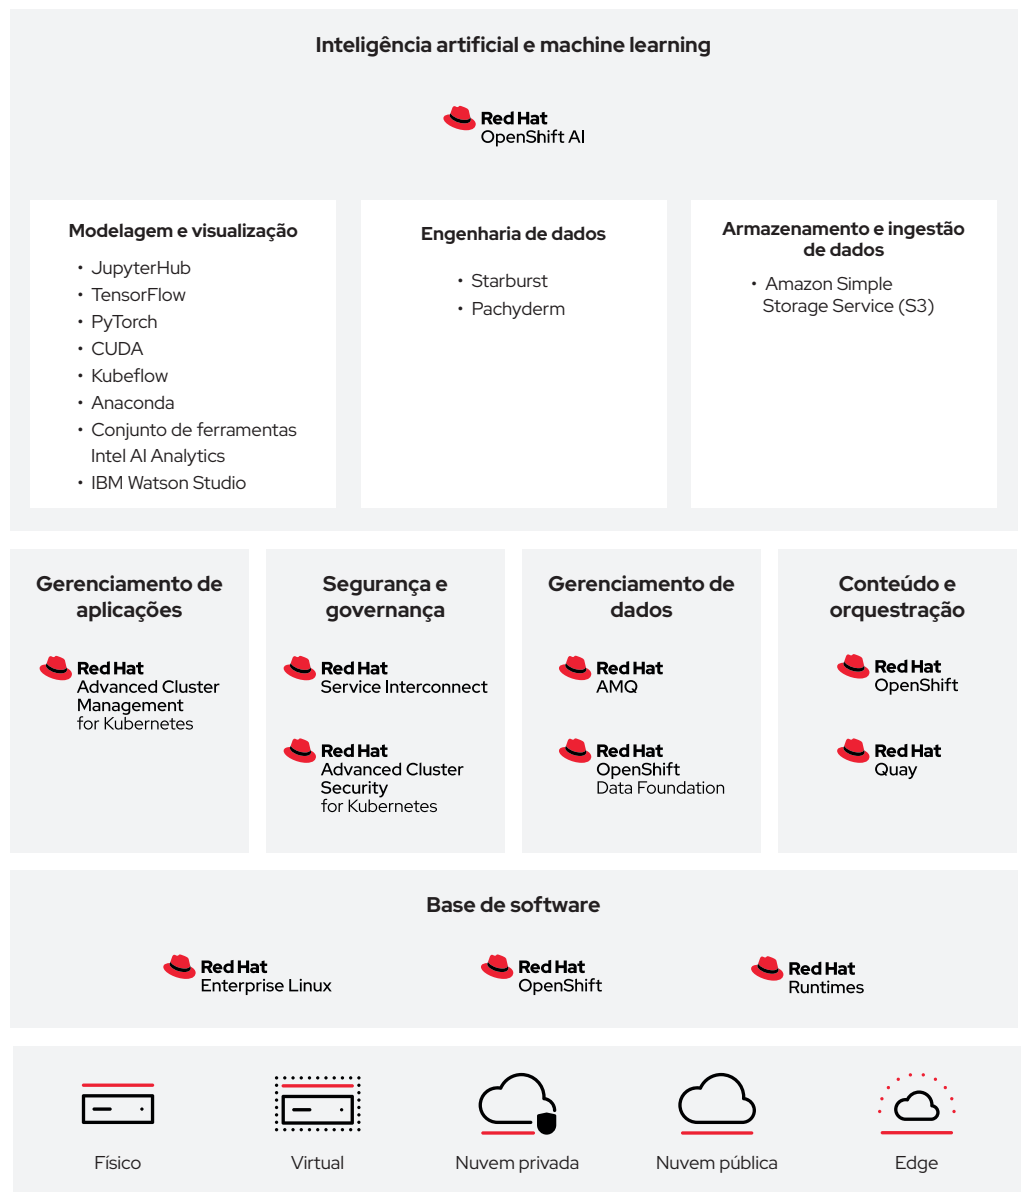 Inteligência artificial e machine learning
Red Hat
OpenShift AI
Modelagem e visualização
• JupyterHub
• TensorFlow
• PyTorch
• CUDA
• Kubeflow
• Anaconda
• Conjunto de ferramentas
Intel AI Analytics
• IBM Watson Studio
Engenharia de dados
• Starburst
• Pachyderm
Armazenamento e ingestão
de dados
• Amazon Simple
Storage Service (S3)
Gerenciamento de
aplicações
Red Hat
Advanced Cluster
Management
for Kubernetes
Segurança e
governança
Red Hat
Service Interconnect
Red Hat
Advanced Cluster
Security
for Kubernetes
Gerenciamento de
dados
Red Hat
AMQ
Red Hat
OpenShift
Data Foundation
Conteúdo e
orquestração
Red Hat
OpenShift
Red Hat
Quay
Base de software
Red Hat
Enterprise Linux
Red Hat
OpenShift
Red Hat
Runtimes
Físico
Virtual
Nuvem privada
Nuvem pública
Edge